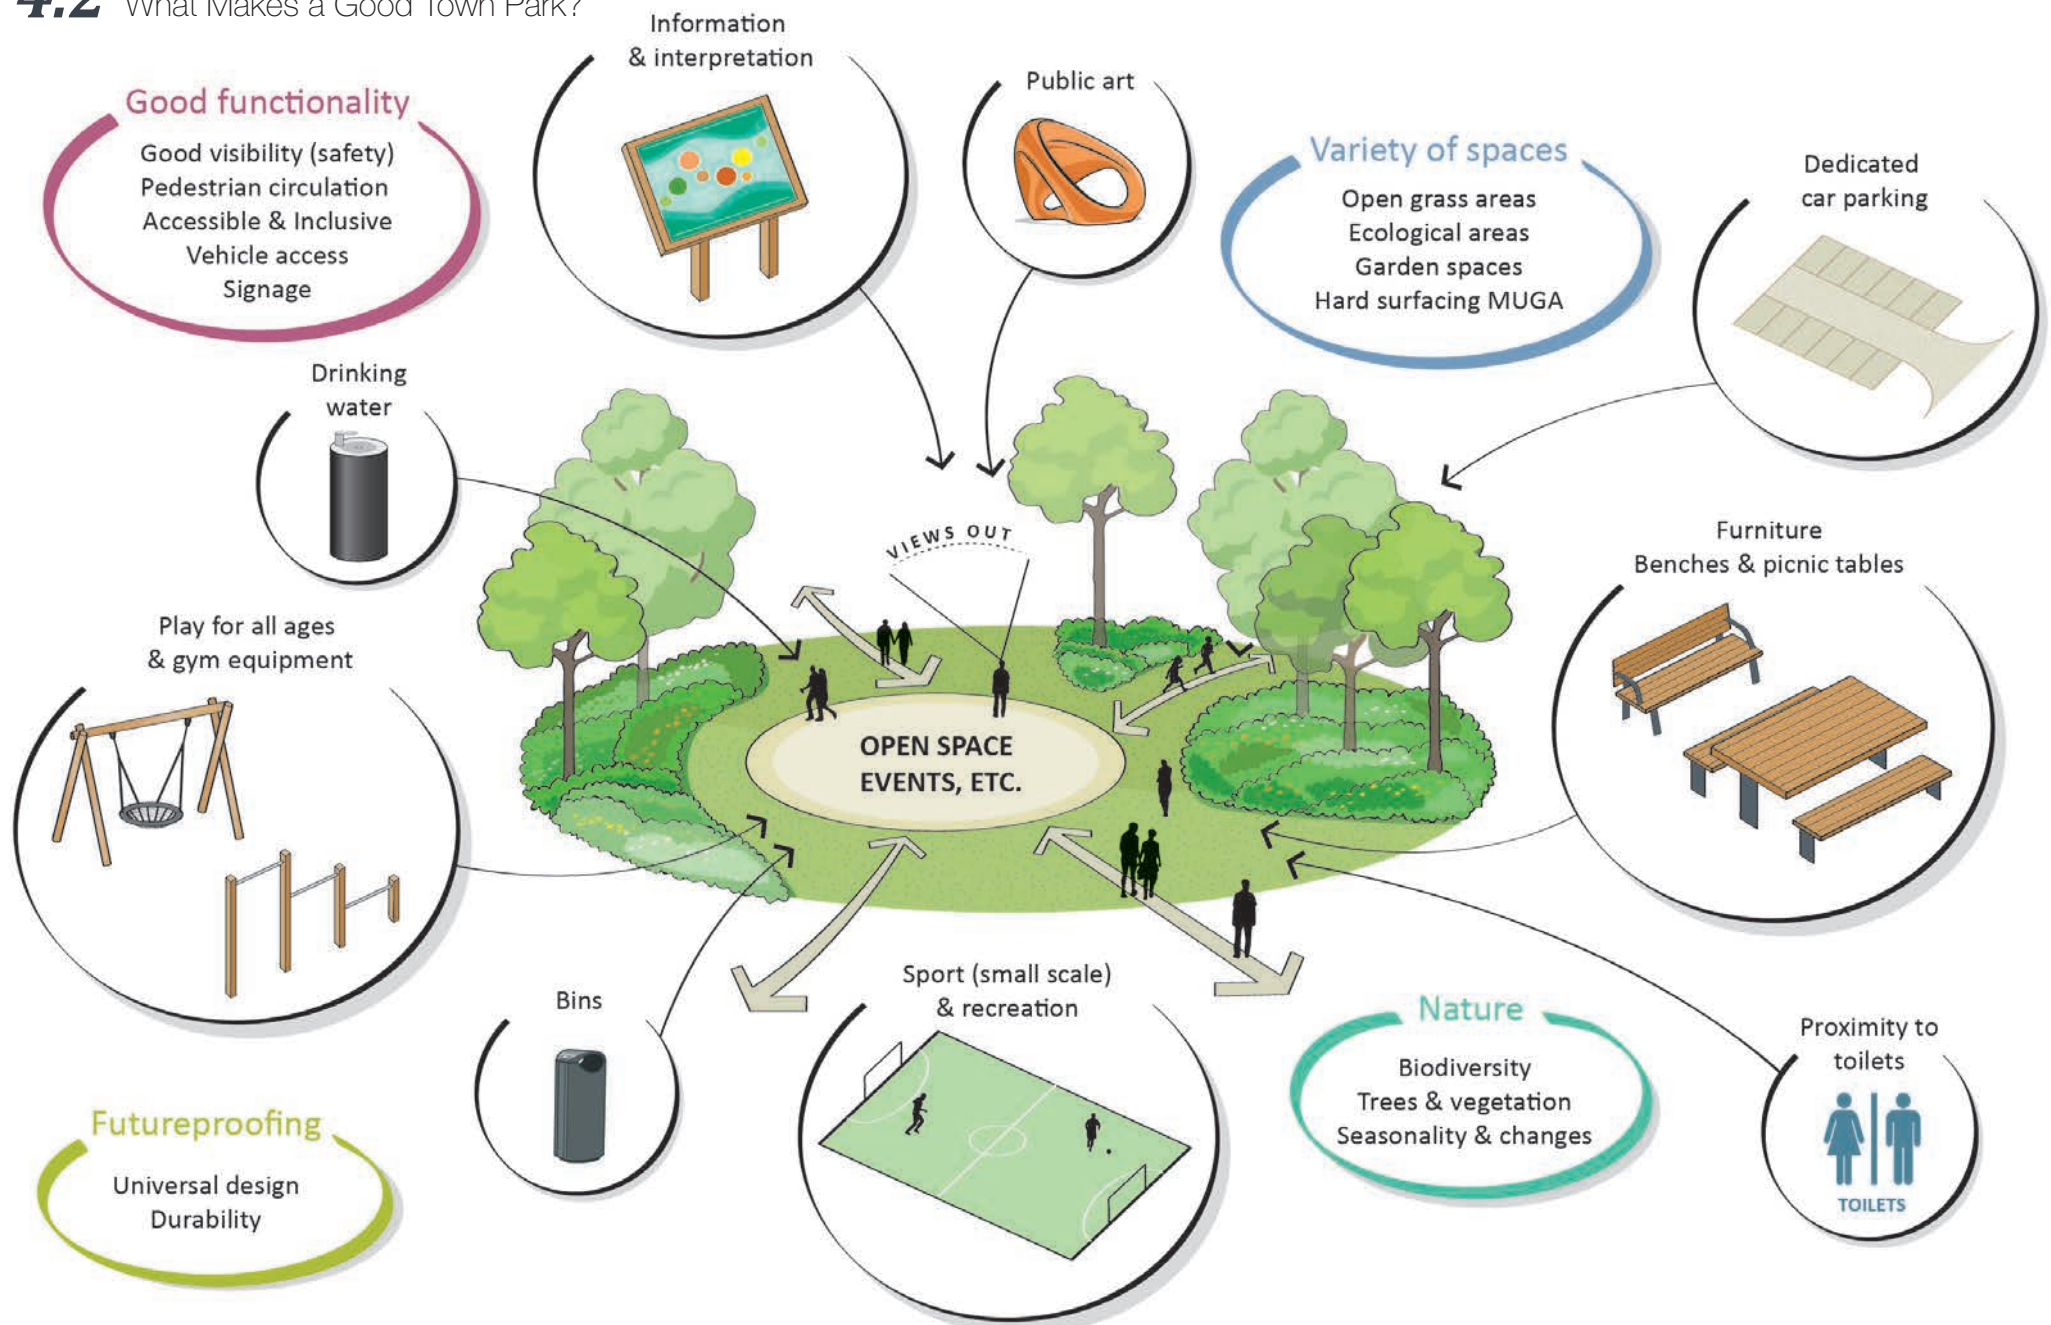 4.2 What Makes a Good Town Park?
Information
& interpretation
Public art
Good functionality
Good visibility (safety)
Pedestrian circulation
Accessible & Inclusive
Vehicle access
Signage
Variety of spaces
Open grass areas
Ecological areas
Garden spaces
Hard surfacing MUGA
Dedicated
car parking
Drinking
water
VIEWS OUT
Furniture
Benches & picnic tables
Play for all ages
& gym equipment
OPEN SPACE
EVENTS, ETC.
Bins
Sport (small scale)
& recreation
Nature
Biodiversity
Trees & vegetation
Seasonality & changes
Proximity to
toilets
TOILETS
Futureproofing
Universal design
Durability